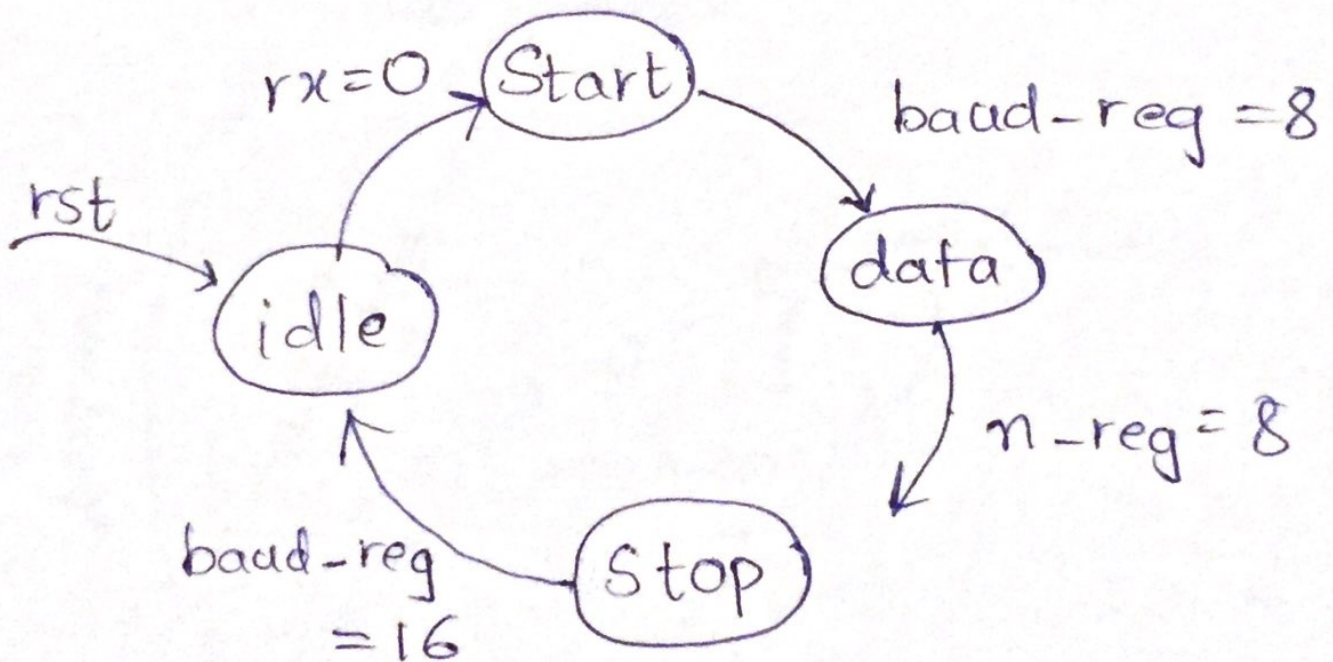 rx=0
Start
baud-reg =8
rst
data
idle
n-reg = 8
baud-reg
=16
Stop